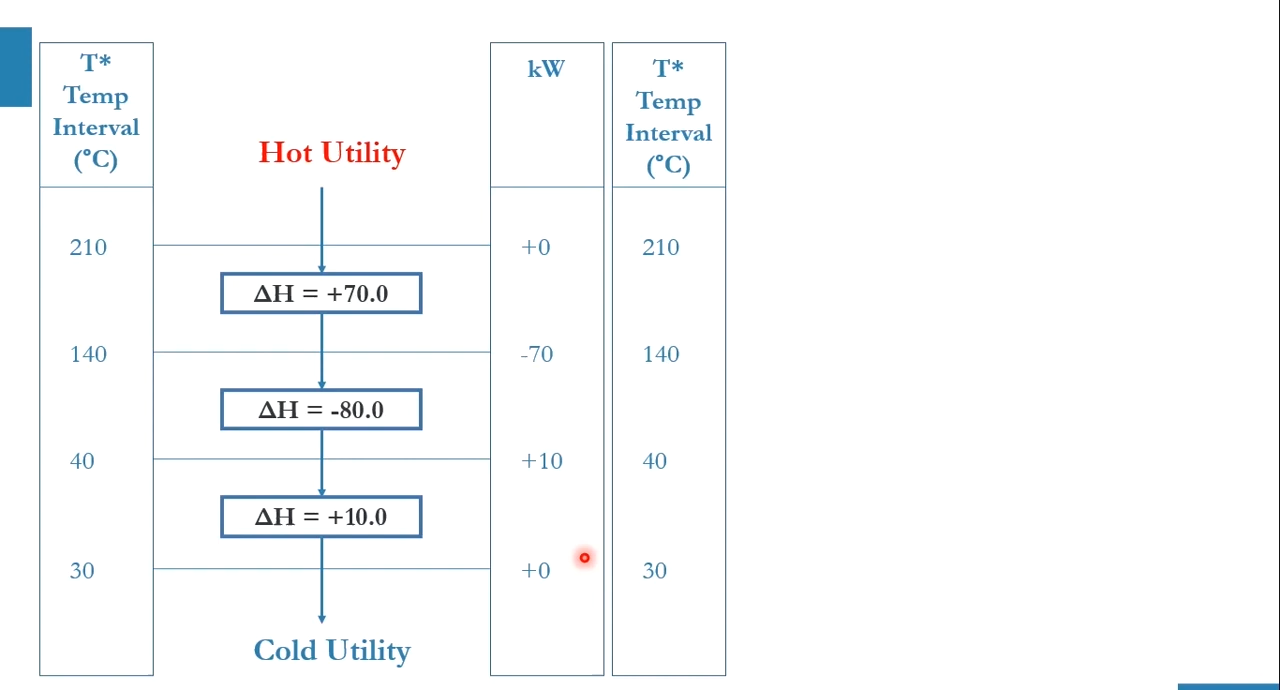 T*
Temp
Interval
(°C)
210
140
40
30
Hot Utility
ΔH = +70.0
ΔH = -80.0
ΔH = +10.0
Cold Utility
kW
+0
-70
+10
+0
T*
Temp
Interval
(°C)
210
140
40
30